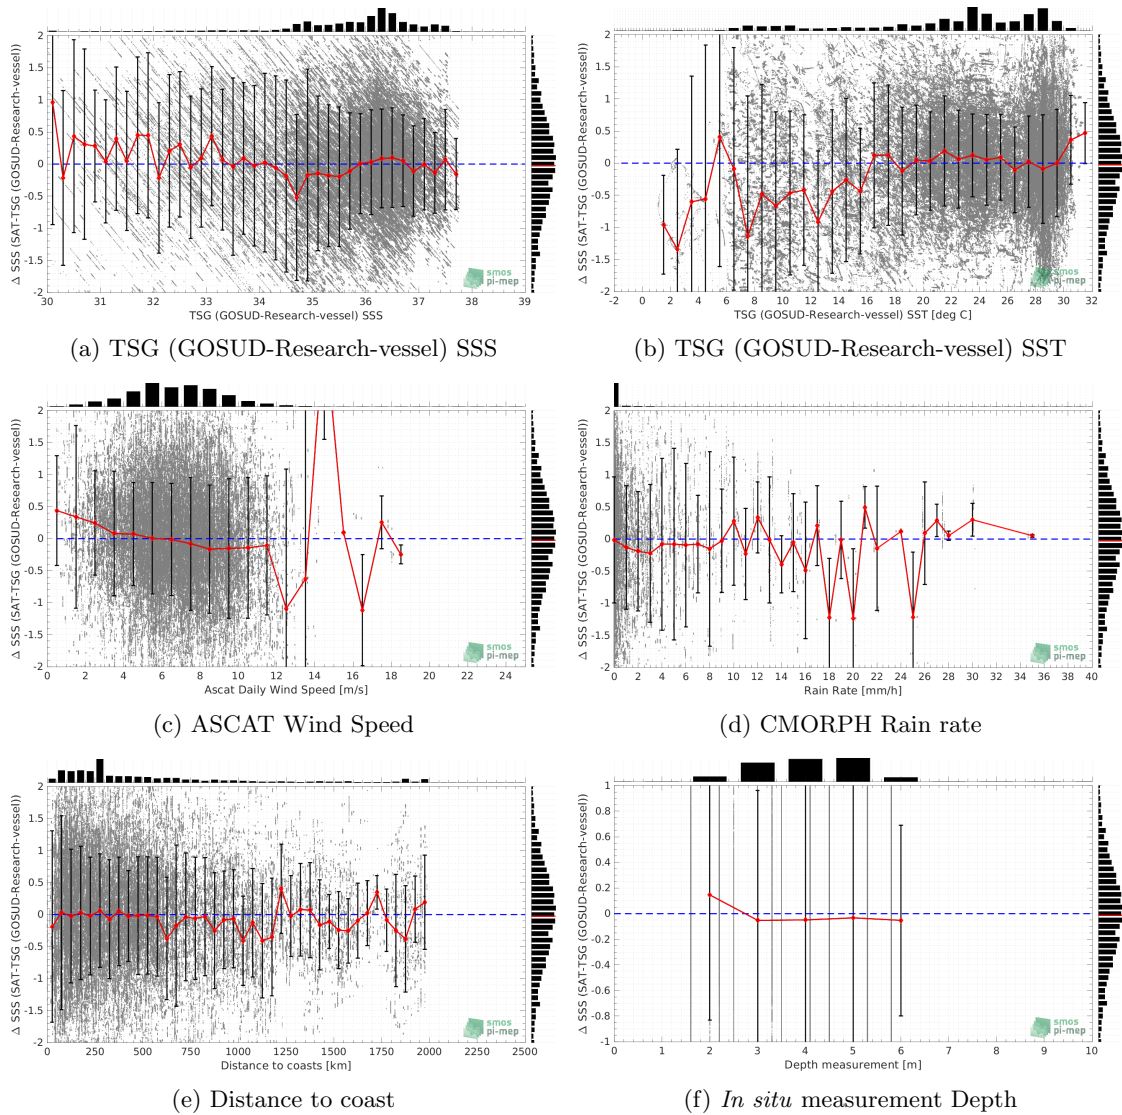 Δ SSS (SAT-TSG (GOSUD-Research-vessel))
2
1.5
1
0.5
0
-0.5
-1
-1.5
-2
30 31 32 33 34 35 36 37 38 39
TSG (GOSUD-Research-vessel) SSS
smos
pi-mep
(a) TSG (GOSUD-Research-vessel) SSS
Δ SSS (SAT-TSG (GOSUD-Research-vessel))
2
1.5
1
0.5
0
-0.5
-1
-1.5
-2
-2 0 2 4 6 8 10 12 14 16 18 20 22 24 26 28 30 32
TSG (GOSUD-Research-vessel) SST [deg C]
smos
pi-mep
(b) TSG (GOSUD-Research-vessel) SST
Δ SSS (SAT-TSG (GOSUD-Research-vessel))
2
1.5
1
0.5
0
-0.5
-1
-1.5
-2
0 2 4 6 8 10 12 14 16 18 20 22 24
Ascat Daily Wind Speed [m/s]
smos
pi-mep
(c) ASCAT Wind Speed
Δ SSS (SAT-TSG (GOSUD-Research-vessel))
2
1.5
1
0.5
0
-0.5
-1
-1.5
-2
0 2 4 6 8 10 12 14 16 18 20 22 24 26 28 30 32 34 36 38 40
Rain Rate [mm/h]
smos
pi-mep
(d) CMORPH Rain rate
Δ SSS (SAT-TSG (GOSUD-Research-vessel))
2
1.5
1
0.5
0
-0.5
-1
-1.5
-2
0 250 500 750 1000 1250 1500 1750 2000 2250 2500
Distance to coasts [km]
smos
pi-mep
(e) Distance to coast
Δ SSS (SAT-TSG (GOSUD-Research-vessel))
1
0.8
0.6
0.4
0.2
0
-0.2
-0.4
-0.6
-0.8
-1
0 1 2 3 4 5 6 7 8 9 10
Depth measurement [m]
smos
pi-mep
(f) In situ measurement Depth